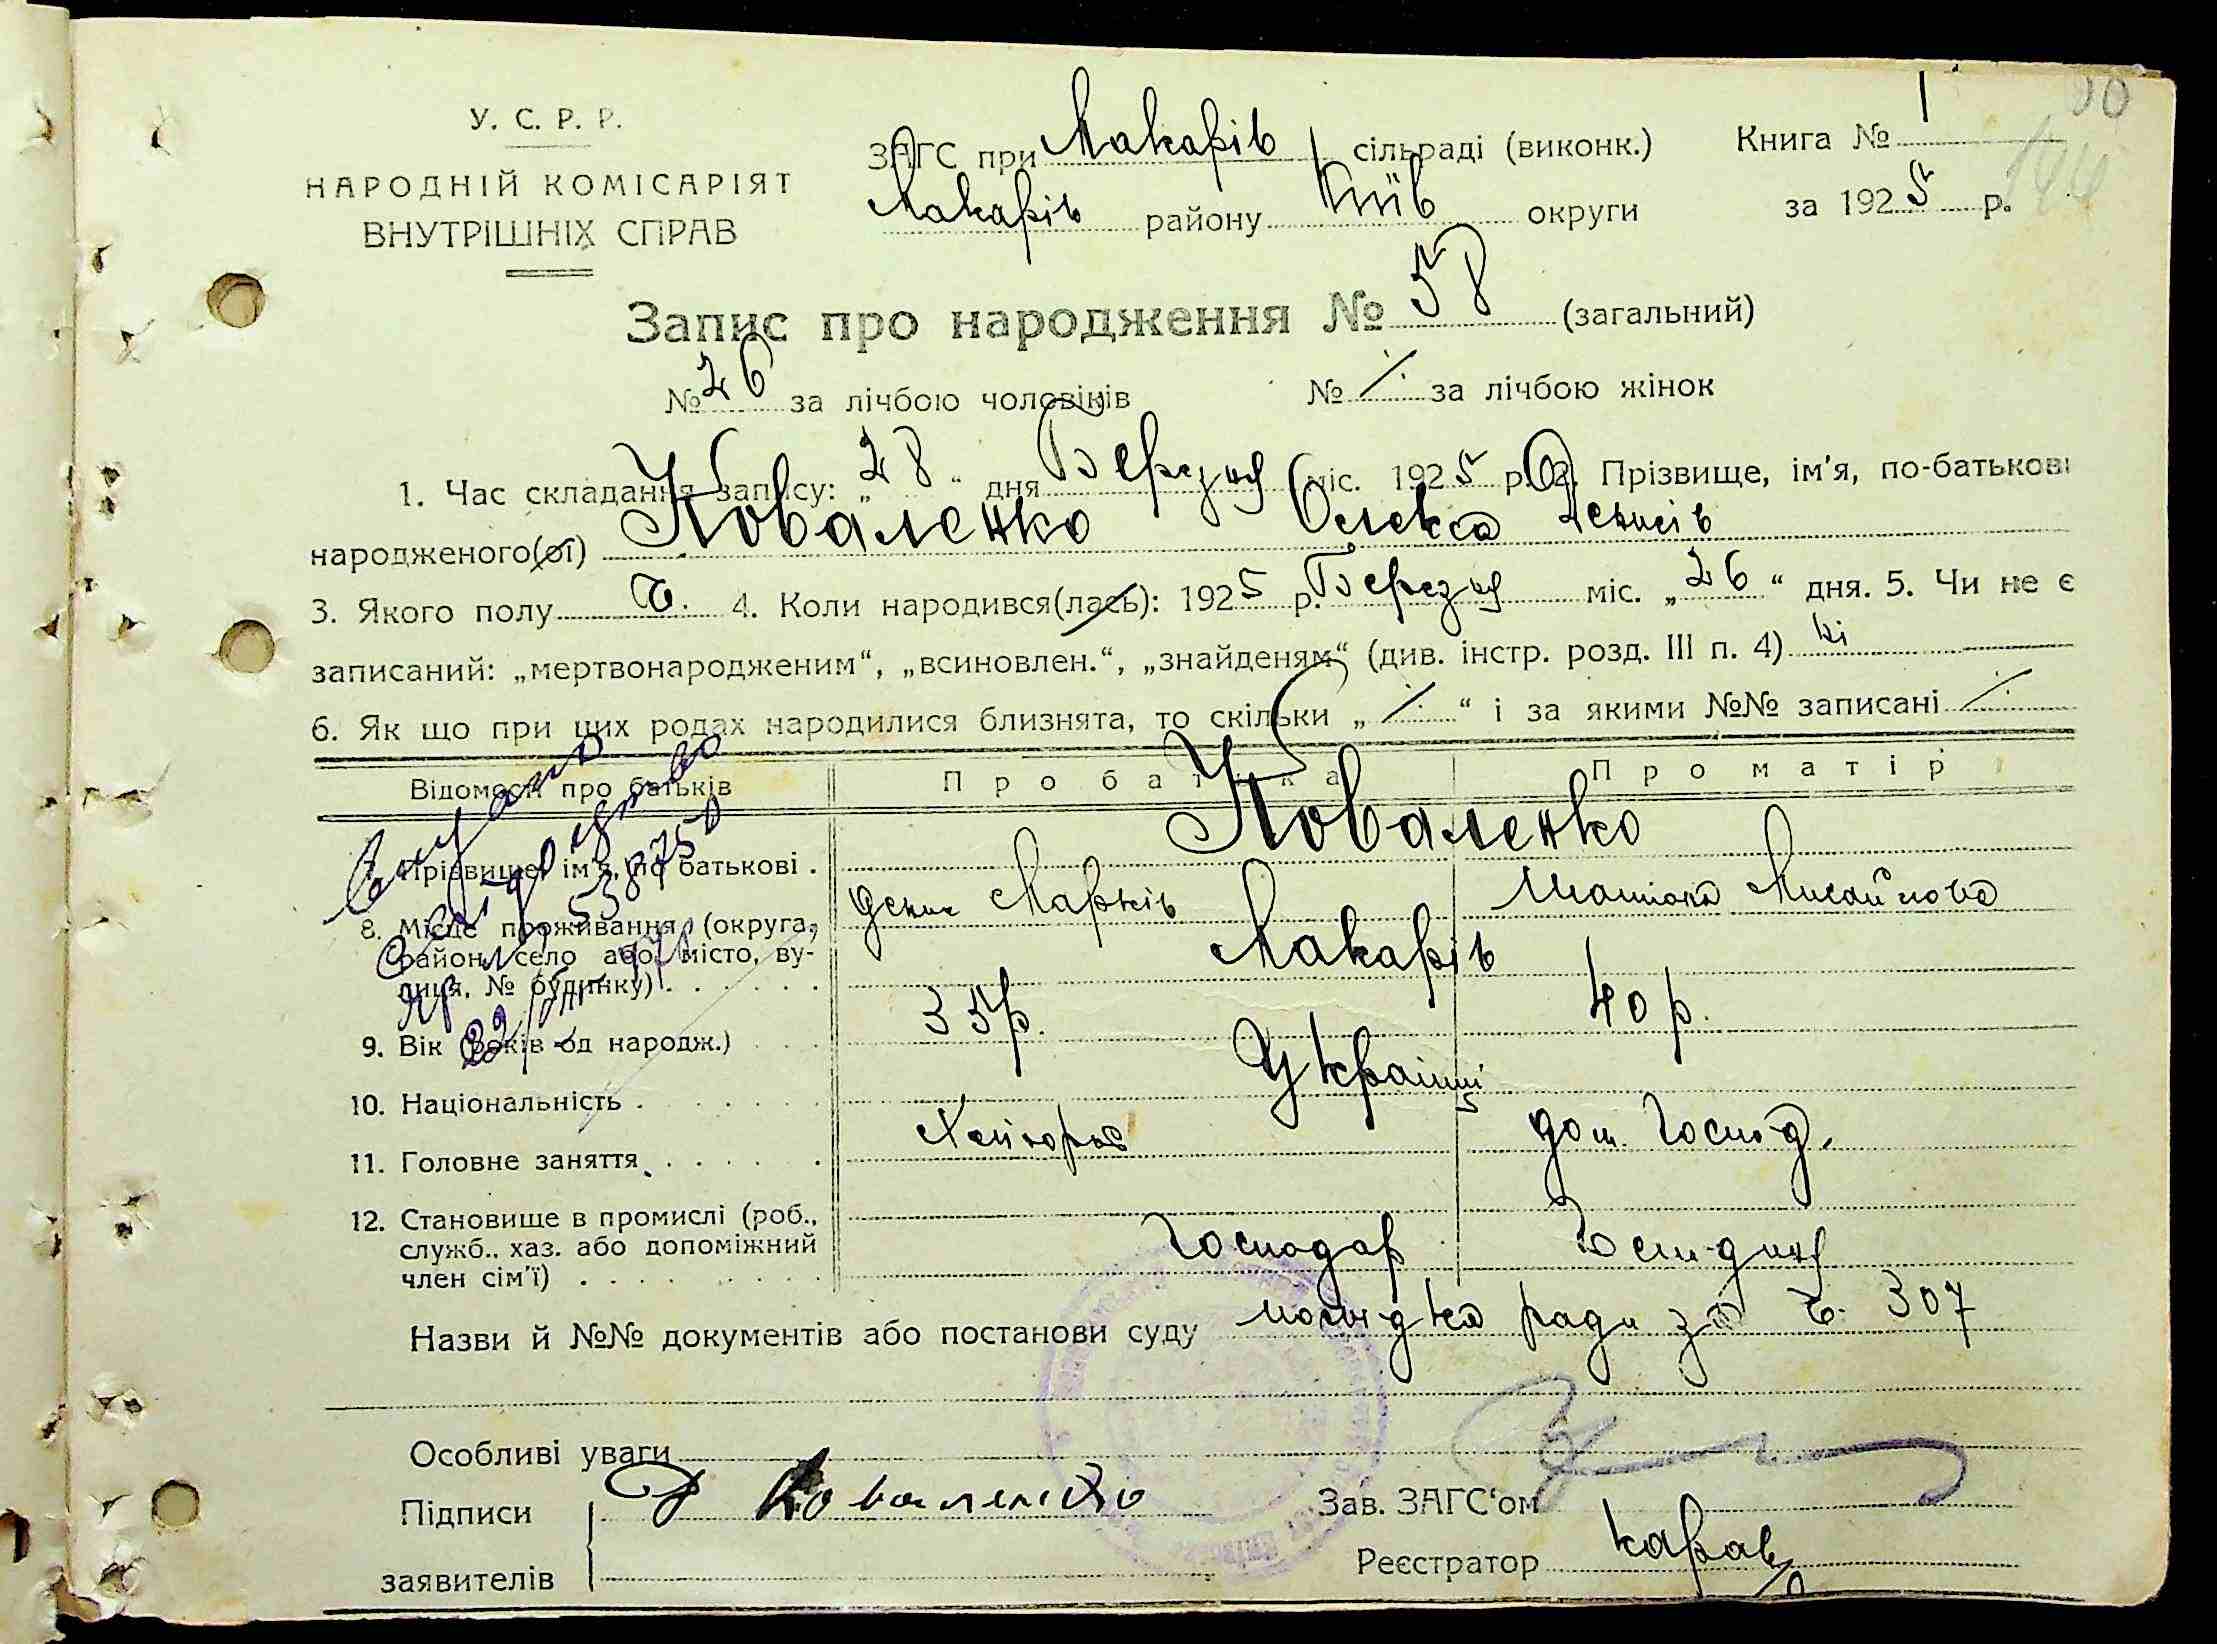 У. С. Р. Р.
НАРОДНІЙ КОМІСАРІЯТ
ВНУТРІШНІХ СПРАВ
ЗАГС при Макарів сільраді (виконк.)
Макарів району Київ округи
Книга № 1
за 1925 р.
Запис про народження № 58 (загальний)
№ 26 за лічбою чоловіків № /. за лічбою жінок
1. Час складання запису: „28“ дня Березня міс. 1925 р. 2. Прізвище, ім'я, по-батькові
народженого(ої) Коваленко Олекса Денисів
3. Якого полу ч. 4. Коли народився(лась): 1925 р. Березня міс. „26“ дня. 5. Чи не є
записаний: „мертвонародженим“, „всиновлен.“, „знайденям“ (див. інстр. розд. III п. 4) ні
6. Як що при цих родах народилися близнята, то скільки „/.“ і за якими №№ записані /.
Відомости про батьків Про батька Про матір
7. Прізвище, ім'я, по батькові . Коваленко
Денис Марків Михайлова
8. Місце проживання (округа, район, село або місто, вулиця, № будинку) . . . . . . Макарів
9. Вік (років од народж.) 35 р. 40 р.
10. Національність . Українці
11. Головне заняття . Хлібороб дом. господ.
12. Становище в промислі (роб., служб.. хаз. або допоміжний член сім'ї) . Господар Господиня
Назви й №№ документів або постанови суду посвідка ради за ч. 307
Особливі уваги
Підписи
заявителів
Д Коваленко
Зав. ЗАГС'ом
Реєстратор